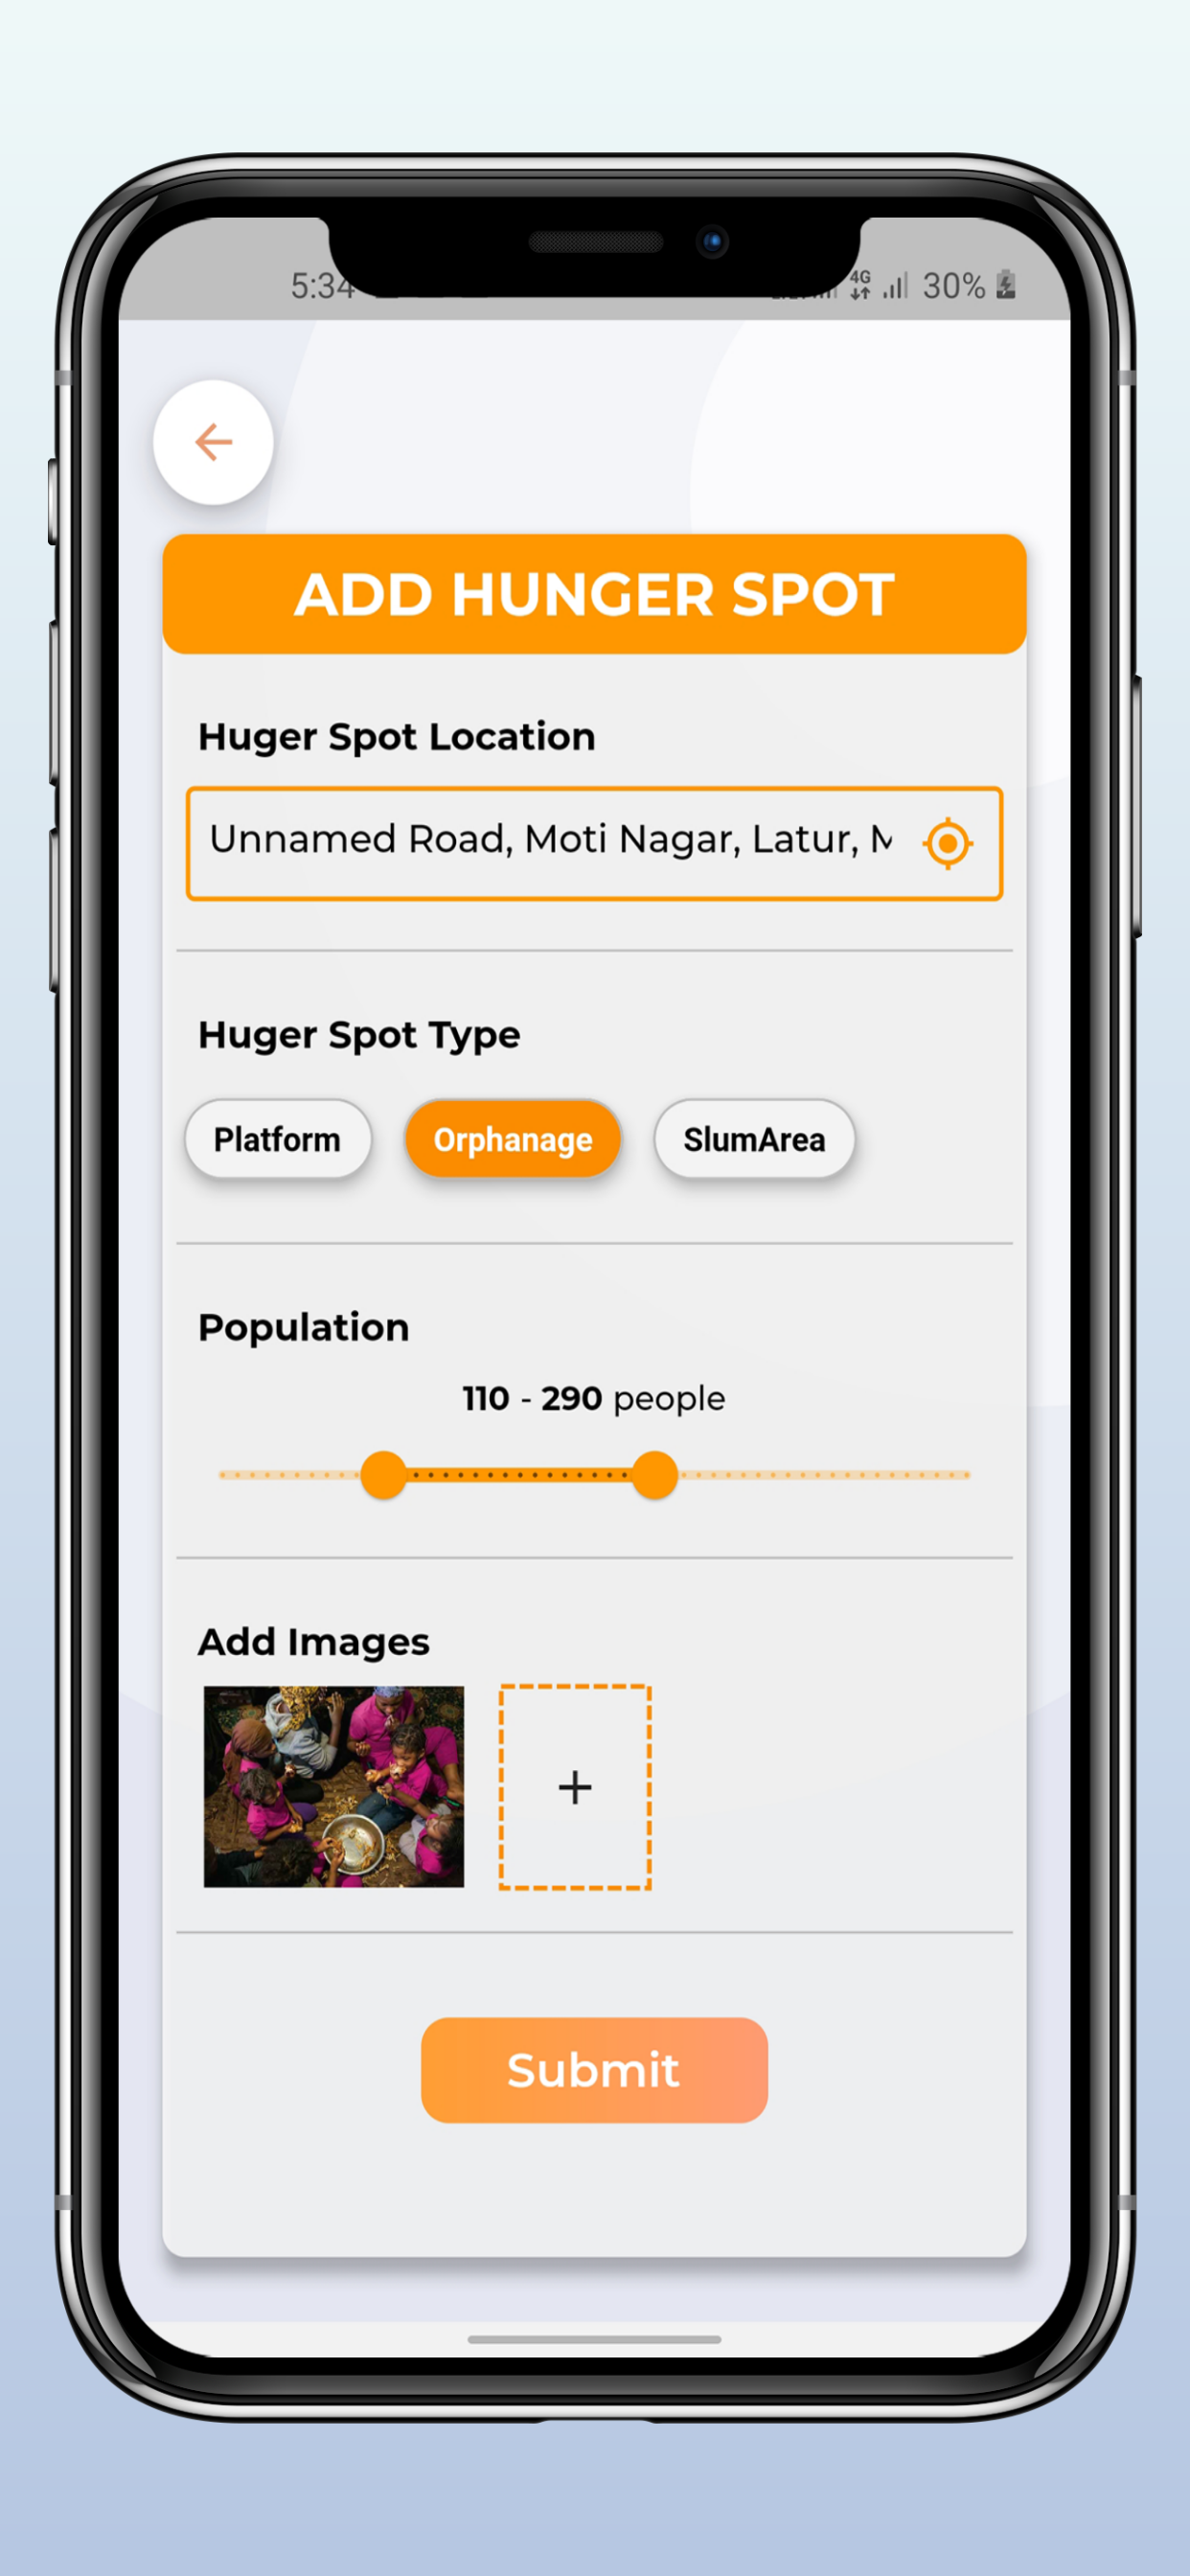 5:34
4G 30%
ADD HUNGER SPOT
Huger Spot Location
Unnamed Road, Moti Nagar, Latur,
Huger Spot Type
Platform Orphanage SlumArea
Population
110 - 290 people
Add Images
+
Submit